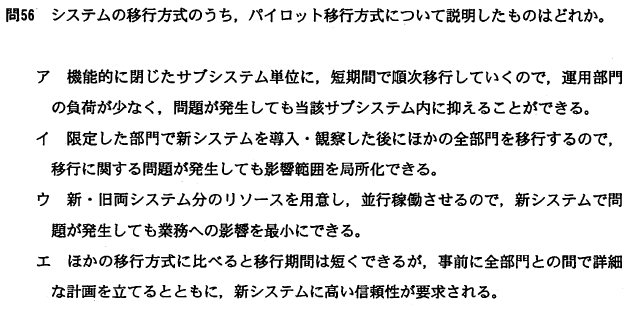 問56 システムの移行方式のうち，パイロット移行方式について説明したものはどれか。
ア 機能的に閉じたサブシステム単位に，短期間で順次移行していくので，運用部門
の負荷が少なく，問題が発生しても当該サブシステム内に抑えることができる。
イ 限定した部門で新システムを導入・観察した後にほかの全部門を移行するので，
移行に関する問題が発生しても影響範囲を局所化できる。
ウ 新・旧両システム分のリソースを用意し，並行稼働させるので，新システムで問
題が発生しても業務への影響を最小にできる。
エ ほかの移行方式に比べると移行期間は短くできるが，事前に全部門との間で詳細
な計画を立てるとともに，新システムに高い信頼性が要求される。